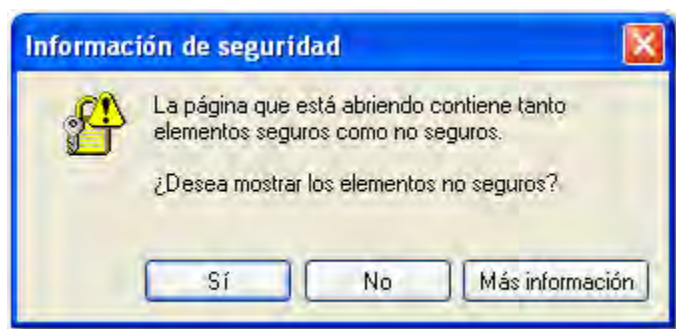 Información de seguridad
La página que está abriendo contiene tanto
elementos seguros como no seguros.
¿Desea mostrar los elementos no seguros?
Sí No Más información